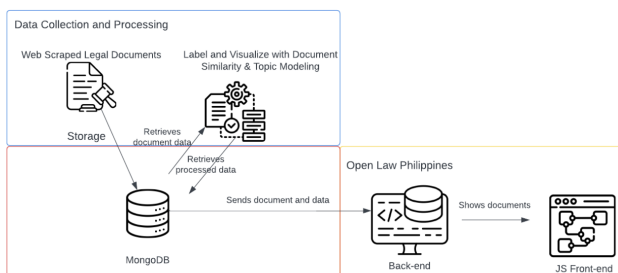 Data Collection and Processing
Web Scraped Legal Documents
Label and Visualize with Document
Similarity & Topic Modeling
Storage
Retrieves
document data
Retrieves
processed data
Open Law Philippines
Sends document and data
Shows documents
</>
MongoDB
Back-end
JS Front-end